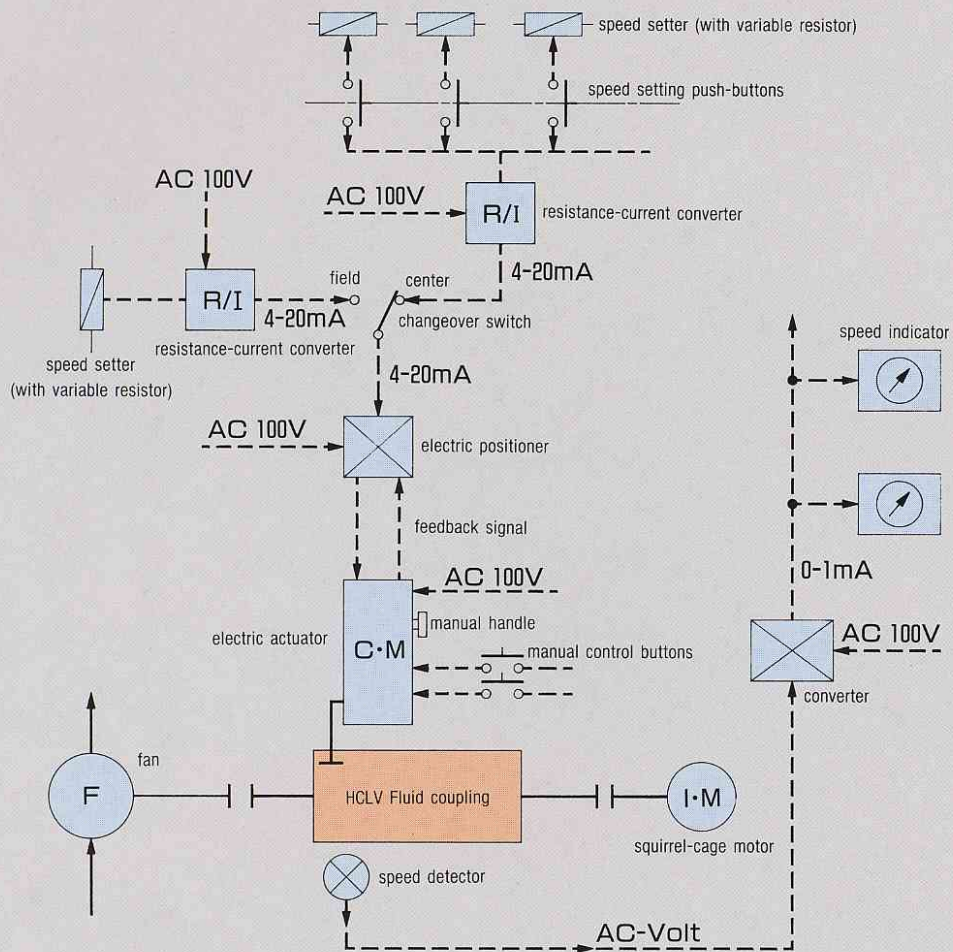 speed setter (with variable resistor)
speed setting push-buttons
AC 100V
AC 100V
R/I
resistance-current converter
4-20mA
field
center
R/I
4-20mA
changeover switch
resistance-current converter
speed setter
(with variable resistor)
4-20mA
speed indicator
AC 100V
electric positioner
feedback signal
0-1mA
AC 100V
electric actuator
manual handle
C·M
manual control buttons
AC 100V
converter
fan
F
HCLV Fluid coupling
I·M
squirrel-cage motor
speed detector
AC-Volt